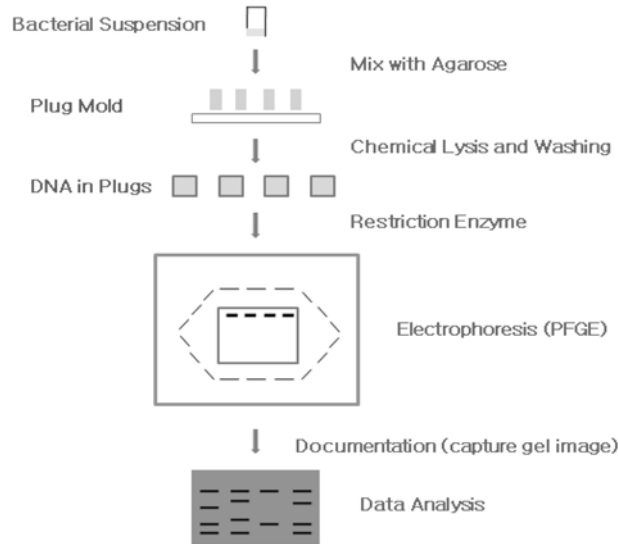 Bacterial Suspension
Mix with Agarose
Plug Mold
Chemical Lysis and Washing
DNA in Plugs
Restriction Enzyme
Electrophoresis (PFGE)
Documentation (capture gel image)
Data Analysis